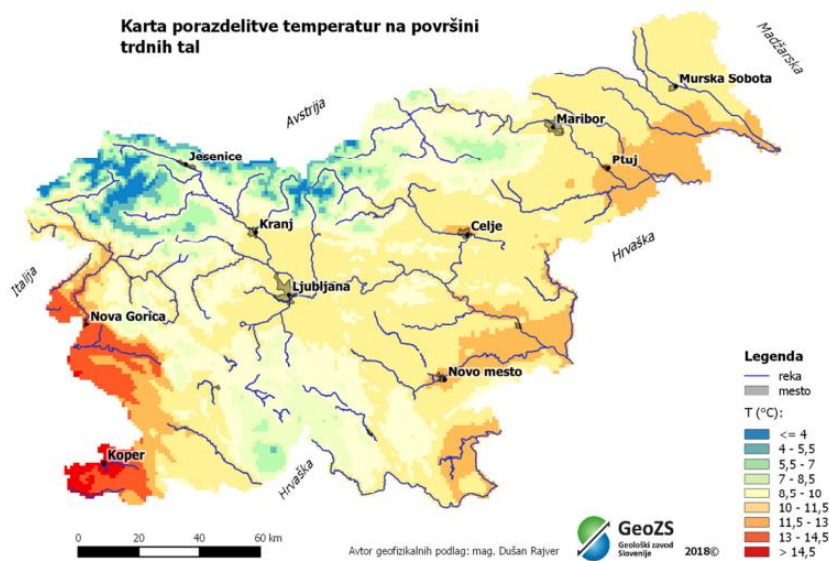 Karta porazdelitve temperatur na površini
trdnih tal
Madžarska
Murska Sobota
Avstrija
Maribor
Jesenice
Ptuj
Kranj
Celje
Hrvaška
Italija
Ljubljana
Nova Gorica
Novo mesto
Koper
Hrvaška
Legenda
reka
mesto
T (°C):
<= 4
4 - 5,5
5,5 - 7
7 - 8,5
8,5 - 10
10 - 11,5
11,5 - 13
13 - 14,5
> 14,5
0 20 40 60 km
Avtor geofizikalnih podlag: mag. Dušan Rajver
GeoZS
Geološki zavod
Slovenije
2018©